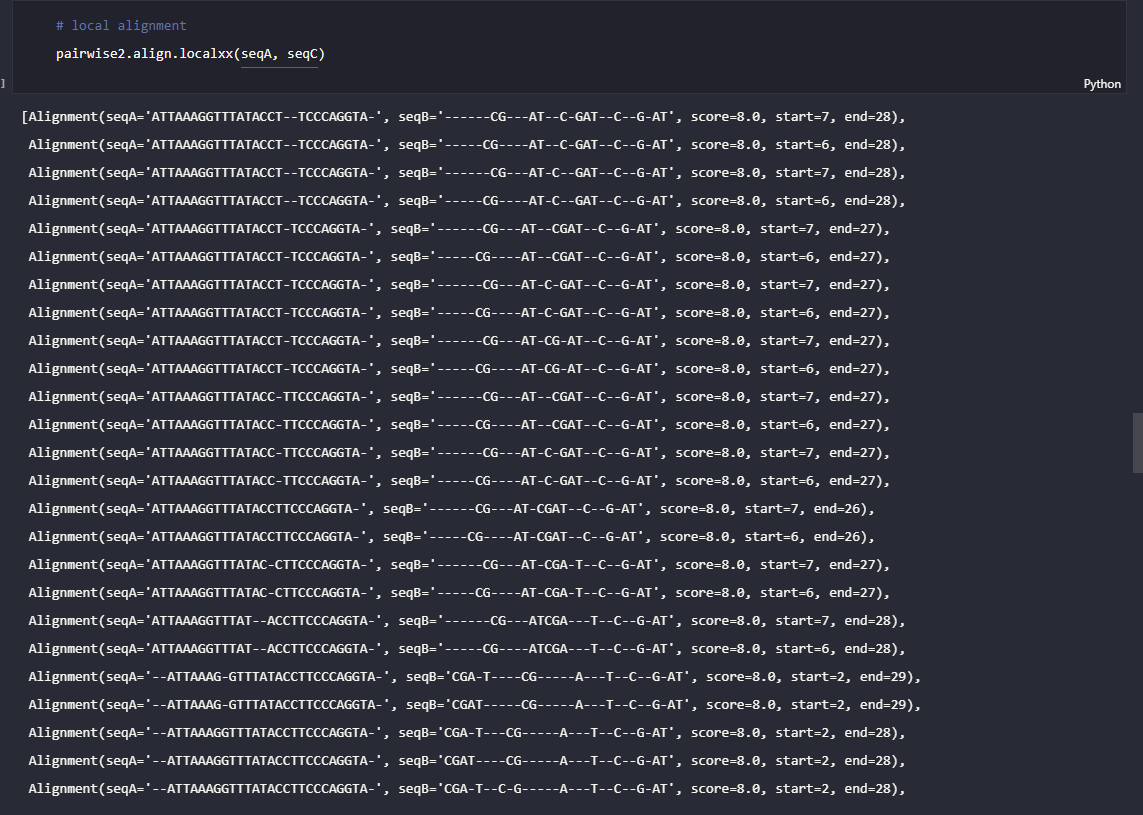 # local alignment
pairwise2.align.localxx(seqA, seqC)
]
Python
[Alignment(seqA='ATTAAAGGTTTATACCT--TCCCAGGTA-', seqB='------CG---AT--C-GAT--C--G-AT', score=8.0, start=7, end=28),
Alignment(seqA='ATTAAAGGTTTATACCT--TCCCAGGTA-', seqB='-----CG----AT--C-GAT--C--G-AT', score=8.0, start=6, end=28),
Alignment(seqA='ATTAAAGGTTTATACCT--TCCCAGGTA-', seqB='------CG---AT-C--GAT--C--G-AT', score=8.0, start=7, end=28),
Alignment(seqA='ATTAAAGGTTTATACCT--TCCCAGGTA-', seqB='-----CG----AT-C--GAT--C--G-AT', score=8.0, start=6, end=28),
Alignment(seqA='ATTAAAGGTTTATACCT-TCCCAGGTA-', seqB='------CG---AT--CGAT--C--G-AT', score=8.0, start=7, end=27),
Alignment(seqA='ATTAAAGGTTTATACCT-TCCCAGGTA-', seqB='-----CG----AT--CGAT--C--G-AT', score=8.0, start=6, end=27),
Alignment(seqA='ATTAAAGGTTTATACCT-TCCCAGGTA-', seqB='------CG---AT-C-GAT--C--G-AT', score=8.0, start=7, end=27),
Alignment(seqA='ATTAAAGGTTTATACCT-TCCCAGGTA-', seqB='-----CG----AT-C-GAT--C--G-AT', score=8.0, start=6, end=27),
Alignment(seqA='ATTAAAGGTTTATACCT-TCCCAGGTA-', seqB='------CG---AT-CG-AT--C--G-AT', score=8.0, start=7, end=27),
Alignment(seqA='ATTAAAGGTTTATACCT-TCCCAGGTA-', seqB='-----CG----AT-CG-AT--C--G-AT', score=8.0, start=6, end=27),
Alignment(seqA='ATTAAAGGTTTATACC-TTCCCAGGTA-', seqB='------CG---AT--CGAT--C--G-AT', score=8.0, start=7, end=27),
Alignment(seqA='ATTAAAGGTTTATACC-TTCCCAGGTA-', seqB='-----CG----AT--CGAT--C--G-AT', score=8.0, start=6, end=27),
Alignment(seqA='ATTAAAGGTTTATACC-TTCCCAGGTA-', seqB='------CG---AT-C-GAT--C--G-AT', score=8.0, start=7, end=27),
Alignment(seqA='ATTAAAGGTTTATACC-TTCCCAGGTA-', seqB='-----CG----AT-C-GAT--C--G-AT', score=8.0, start=6, end=27),
Alignment(seqA='ATTAAAGGTTTATACCTTCCCAGGTA-', seqB='------CG---AT-CGAT--C--G-AT', score=8.0, start=7, end=26),
Alignment(seqA='ATTAAAGGTTTATACCTTCCCAGGTA-', seqB='-----CG----AT-CGAT--C--G-AT', score=8.0, start=6, end=26),
Alignment(seqA='ATTAAAGGTTTATAC-CTTCCCAGGTA-', seqB='------CG---AT-CGA-T--C--G-AT', score=8.0, start=7, end=27),
Alignment(seqA='ATTAAAGGTTTATAC-CTTCCCAGGTA-', seqB='-----CG----AT-CGA-T--C--G-AT', score=8.0, start=6, end=27),
Alignment(seqA='ATTAAAGGTTTAT--ACCTTCCCAGGTA-', seqB='------CG---ATCGA---T--C--G-AT', score=8.0, start=7, end=28),
Alignment(seqA='ATTAAAGGTTTAT--ACCTTCCCAGGTA-', seqB='-----CG----ATCGA---T--C--G-AT', score=8.0, start=6, end=28),
Alignment(seqA='--ATTAAAG-GTTTATACCTTCCCAGGTA-', seqB='CGA-T----CG-----A---T--C--G-AT', score=8.0, start=2, end=29),
Alignment(seqA='--ATTAAAG-GTTTATACCTTCCCAGGTA-', seqB='CGAT-----CG-----A---T--C--G-AT', score=8.0, start=2, end=29),
Alignment(seqA='--ATTAAAGGTTTATACCTTCCCAGGTA-', seqB='CGA-T---CG-----A---T--C--G-AT', score=8.0, start=2, end=28),
Alignment(seqA='--ATTAAAGGTTTATACCTTCCCAGGTA-', seqB='CGAT----CG-----A---T--C--G-AT', score=8.0, start=2, end=28),
Alignment(seqA='--ATTAAAGGTTTATACCTTCCCAGGTA-', seqB='CGA-T--C-G-----A---T--C--G-AT', score=8.0, start=2, end=28),